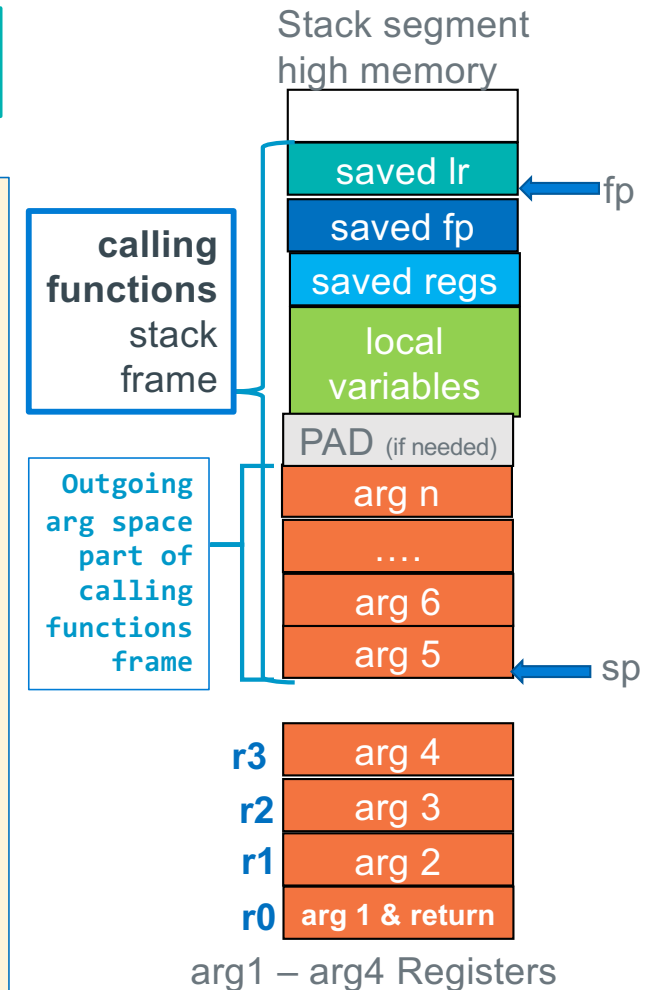 Stack segment
high memory
saved lr
fp
saved fp
calling
functions
stack
frame
saved regs
local
variables
PAD (if needed)
Outgoing
arg space
part of
calling
functions
frame
arg n
....
arg 6
arg 5
sp
r3 arg 4
r2 arg 3
r1 arg 2
r0 arg 1 & return
arg1 – arg4 Registers